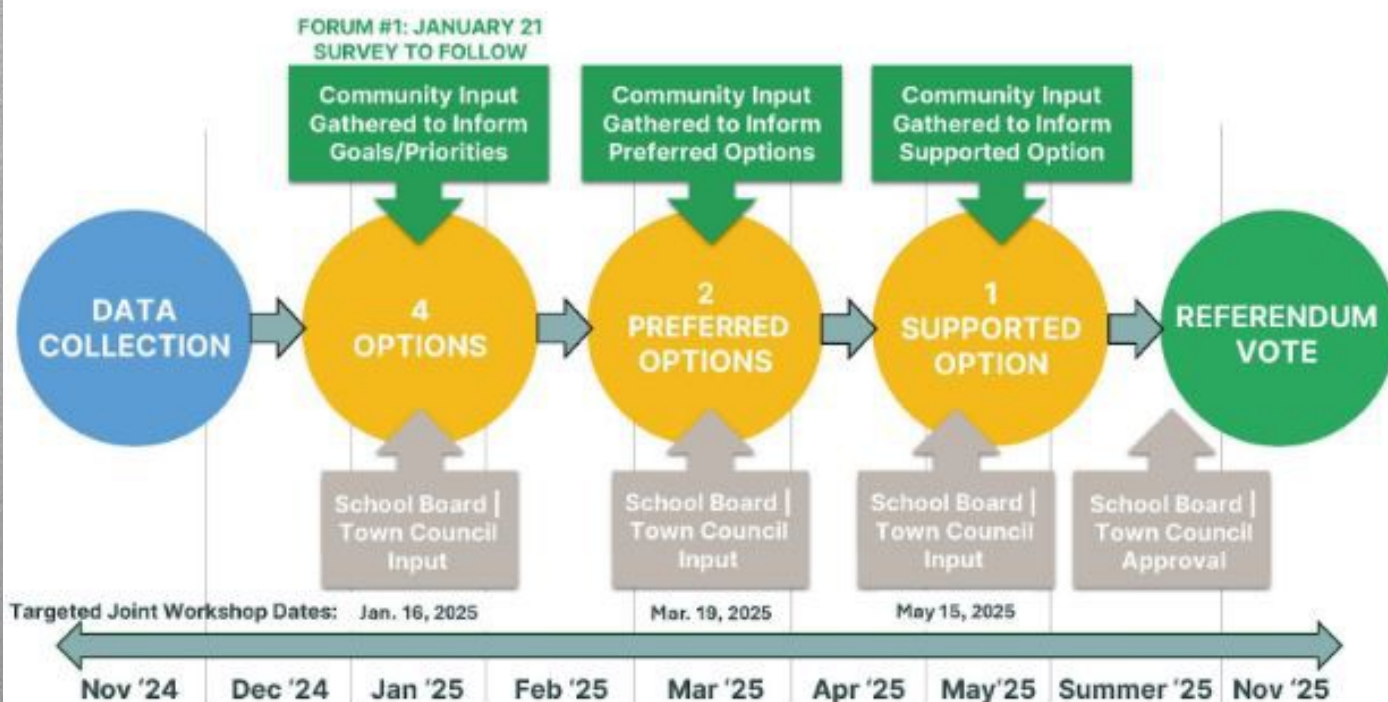 FORUM #1: JANUARY 21
SURVEY TO FOLLOW
Community Input
Gathered to Inform
Goals/Priorities
Community Input
Gathered to Inform
Preferred Options
Community Input
Gathered to Inform
Supported Option
DATA
COLLECTION
4
OPTIONS
2
PREFERRED
OPTIONS
1
SUPPORTED
OPTION
REFERENDUM
VOTE
School Board |
Town Council
Input
School Board |
Town Council
Input
School Board |
Town Council
Input
School Board |
Town Council
Approval
Targeted Joint Workshop Dates: Jan. 16, 2025 Mar. 19, 2025 May 15, 2025
Nov ‘24 Dec ‘24 Jan ‘25 Feb ‘25 Mar ‘25 Apr ‘25 May’25 Summer ‘25 Nov ‘25